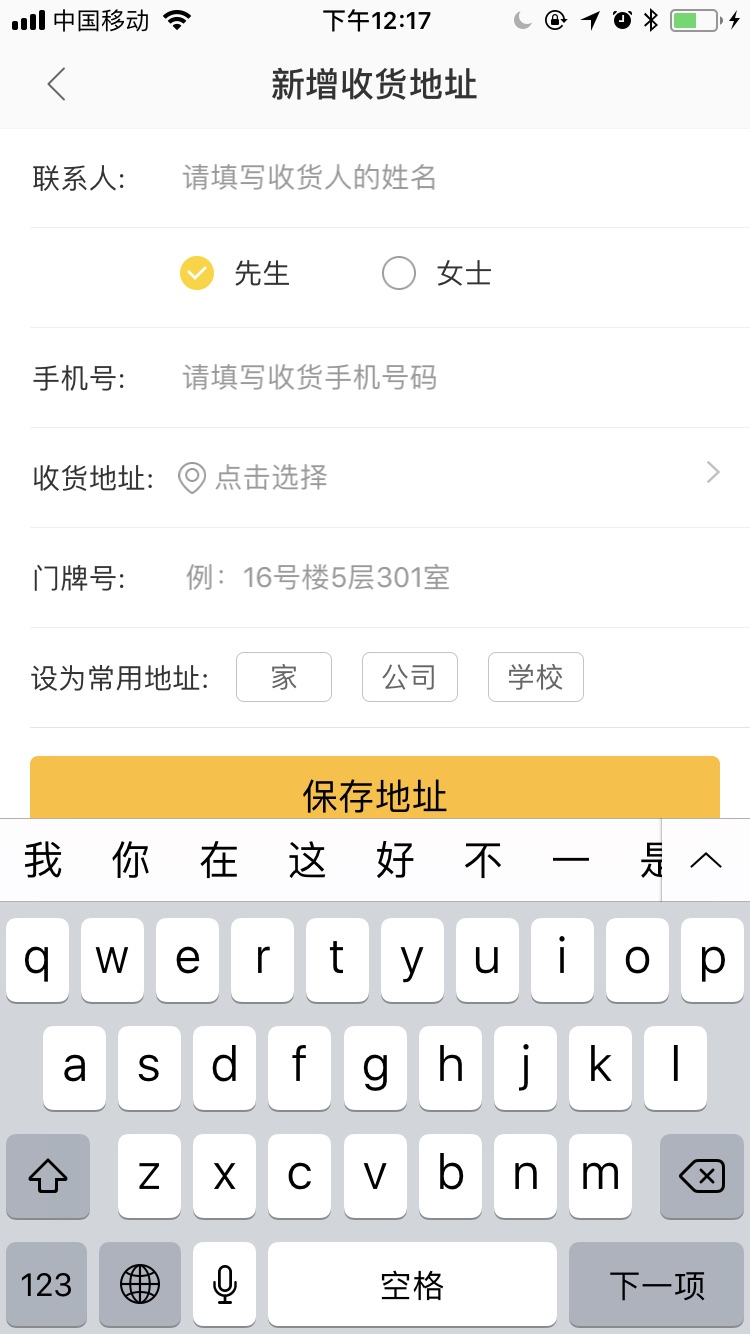 中国移动 下午12:17
新增收货地址
联系人: 请填写收货人的姓名
先生 女士
手机号: 请填写收货手机号码
收货地址: 点击选择
门牌号: 例：16号楼5层301室
设为常用地址: 家 公司 学校
保存地址
我 你 在 这 好 不 一 是
q w e r t y u i o p
a s d f g h j k l
z x c v b n m
123 空格 下一项